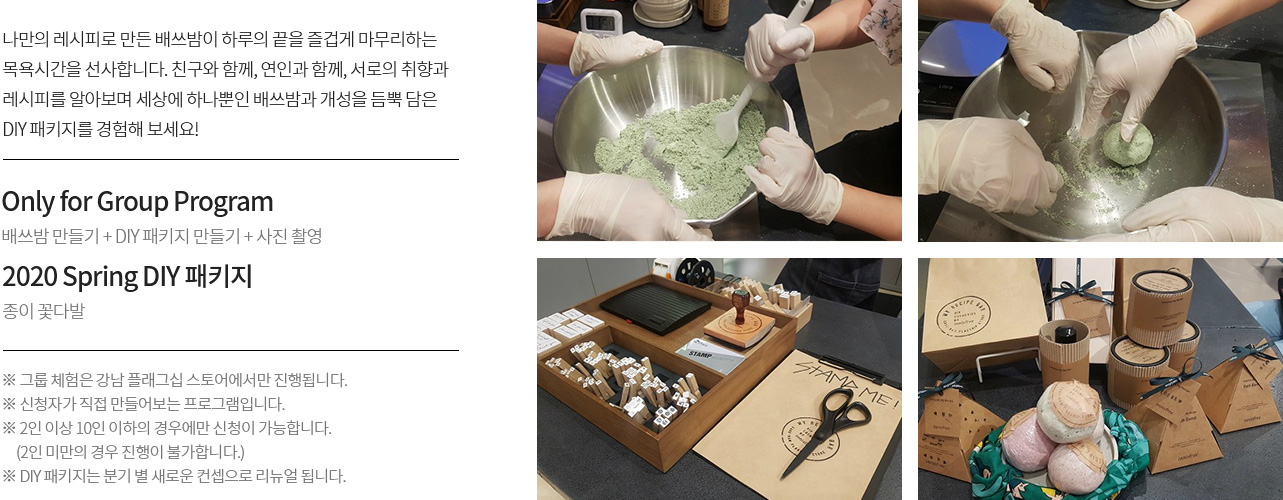 나만의 레시피로 만든 배쓰밤이 하루의 끝을 즐겁게 마무리하는
목욕시간을 선사합니다. 친구와 함께, 연인과 함께, 서로의 취향과
레시피를 알아보며 세상에 하나뿐인 배쓰밤과 개성을 듬뿍 담은
DIY 패키지를 경험해 보세요!
Only for Group Program
배쓰밤 만들기 + DIY 패키지 만들기 + 사진 촬영
2020 Spring DIY 패키지
종이 꽃다발
※ 그룹 체험은 강남 플래그십 스토어에서만 진행됩니다.
※ 신청자가 직접 만들어보는 프로그램입니다.
※ 2인 이상 10인 이하의 경우에만 신청이 가능합니다.
(2인 미만의 경우 진행이 불가합니다.)
※ DIY 패키지는 분기 별 새로운 컨셉으로 리뉴얼 됩니다.
STAMP
STAMP ME!
MY RECIPE BAR
MY RECIPE BAR